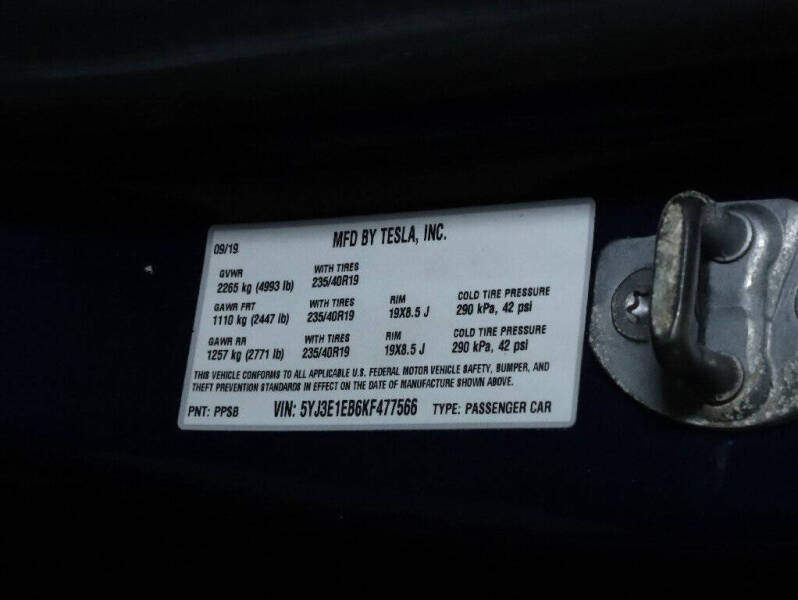 09/19 MFD BY TESLA, INC.
GVWR WITH TIRES
2265 kg (4993 lb) 235/40R19
GAWR FRT WITH TIRES RIM COLD TIRE PRESSURE
1110 kg (2447 lb) 235/40R19 19X8.5 J 290 kPa, 42 psi
GAWR RR WITH TIRES RIM COLD TIRE PRESSURE
1257 kg (2771 lb) 235/40R19 19X8.5 J 290 kPa, 42 psi
THIS VEHICLE CONFORMS TO ALL APPLICABLE U.S. FEDERAL MOTOR VEHICLE SAFETY, BUMPER, AND
THEFT PREVENTION STANDARDS IN EFFECT ON THE DATE OF MANUFACTURE SHOWN ABOVE.
PNT: PPSB VIN: 5YJ3E1EB6KF477566 TYPE: PASSENGER CAR